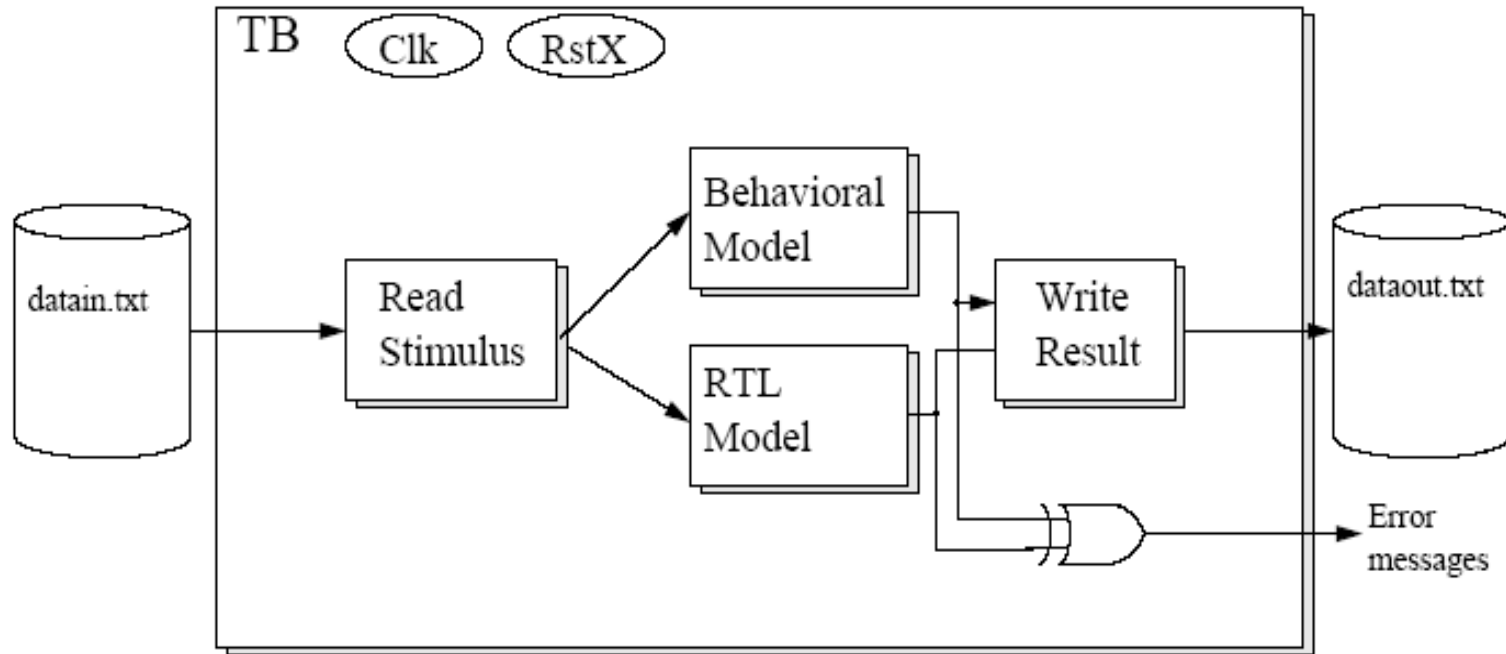 TB
Clk
RstX
datain.txt
Read
Stimulus
Behavioral
Model
RTL
Model
Write
Result
dataout.txt
Error
messages